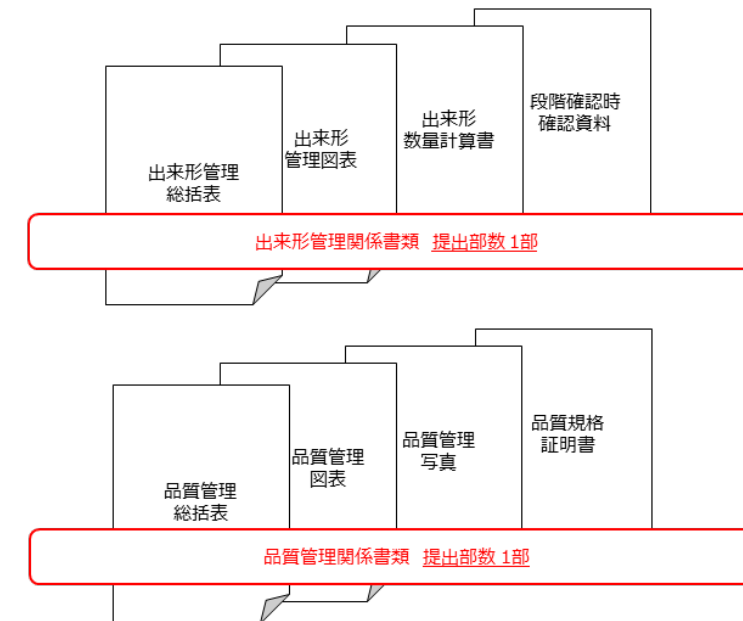 出来形管理
総括表
出来形
管理図表
出来形
数量計算書
段階確認時
確認資料
出来形管理関係書類 提出部数 1部
品質管理
総括表
品質管理
図表
品質管理
写真
品質規格
証明書
品質管理関係書類 提出部数 1部